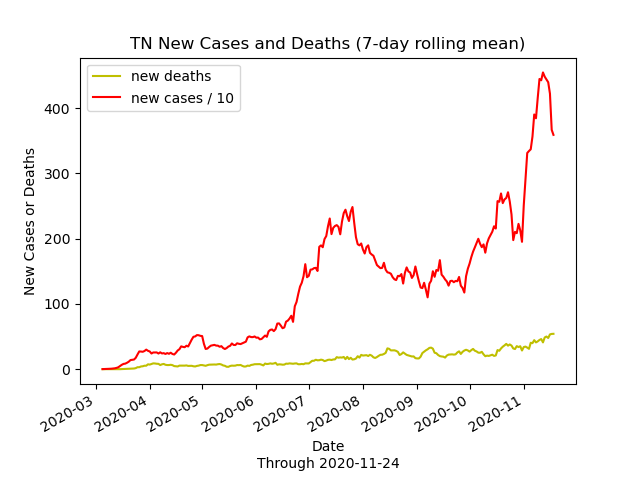 TN New Cases and Deaths (7-day rolling mean)
new deaths
new cases / 10
400
300
200
100
0
New Cases or Deaths
2020-03
2020-04
2020-05
2020-06
2020-07
2020-08
2020-09
2020-10
2020-11
Date
Through 2020-11-24